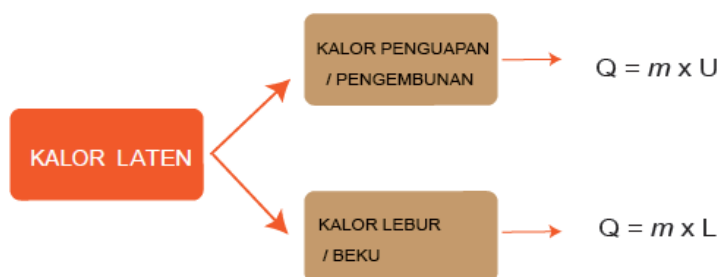 KALOR LATEN
KALOR PENGUAPAN
/ PENGEMBUNAN
Q = m x U
KALOR LEBUR
/ BEKU
Q = m x L